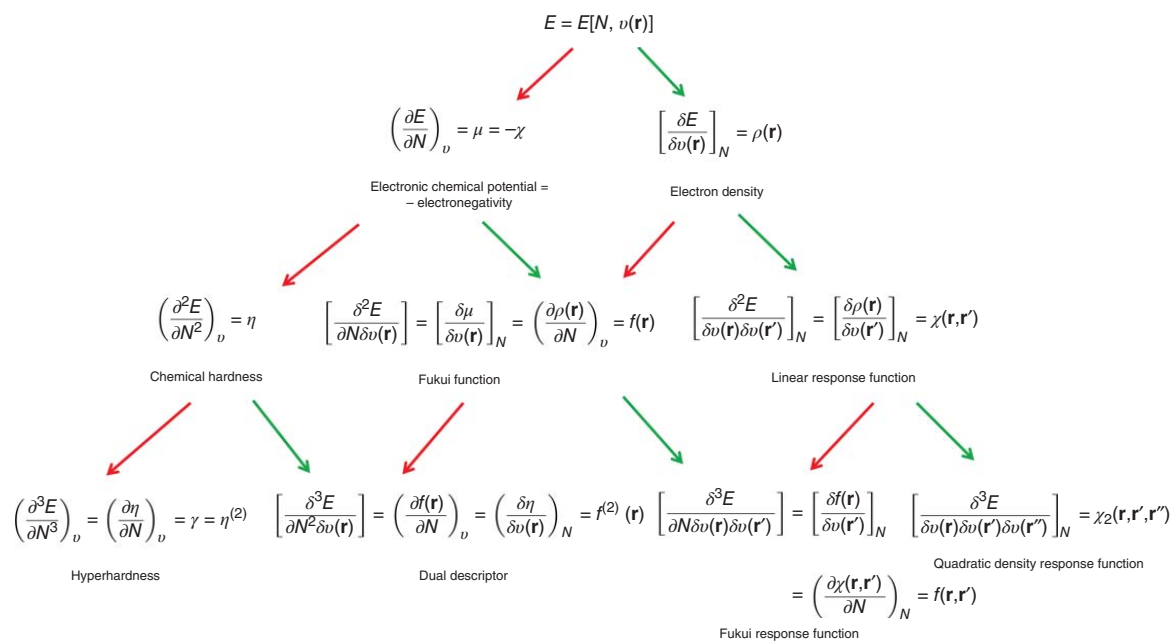 E = E[N, υ(r)]
(∂E/∂N)_υ = μ = −χ
[δE/δυ(r)]_N = ρ(r)
Electronic chemical potential =
– electronegativity
Electron density
(∂²E/∂N²)_υ = η
[δ²E/∂Nδυ(r)] = [δμ/δυ(r)]_N = (∂ρ(r)/∂N)_υ = f(r)
[δ²E/δυ(r)δυ(r′)]_N = [δρ(r)/δυ(r′)]_N = χ(r,r′)
Chemical hardness
Fukui function
Linear response function
(∂³E/∂N³)_υ = (∂η/∂N)_υ = γ = η⁽²⁾
[δ³E/∂N²δυ(r)] = (∂f(r)/∂N)_υ = (δη/δυ(r))_N = f⁽²⁾ (r)
[δ³E/∂Nδυ(r)δυ(r′)] = [δf(r)/δυ(r′)]_N
[δ³E/δυ(r)δυ(r′)δυ(r″)]_N = χ₂(r,r′,r″)
Hyperhardness
Dual descriptor
Quadratic density response function
= (∂χ(r,r′)/∂N)_N = f(r,r′)
Fukui response function